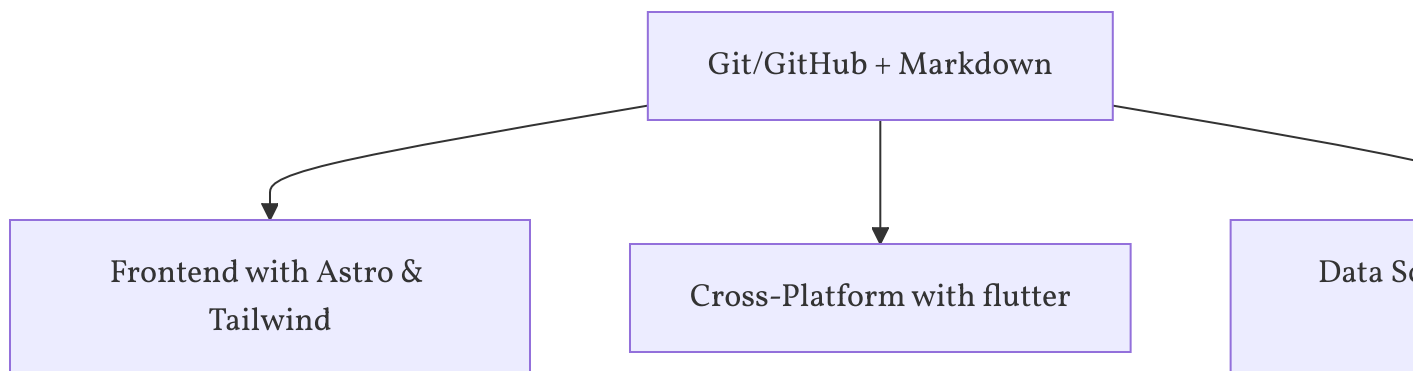 Git/GitHub + Markdown
Frontend with Astro &
Tailwind
Cross-Platform with flutter
Data